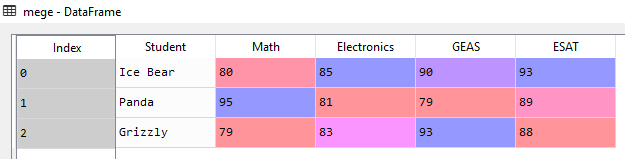 mege - DataFrame
Index Student Math Electronics GEAS ESAT
0 Ice Bear 80 85 90 93
1 Panda 95 81 79 89
2 Grizzly 79 83 93 88